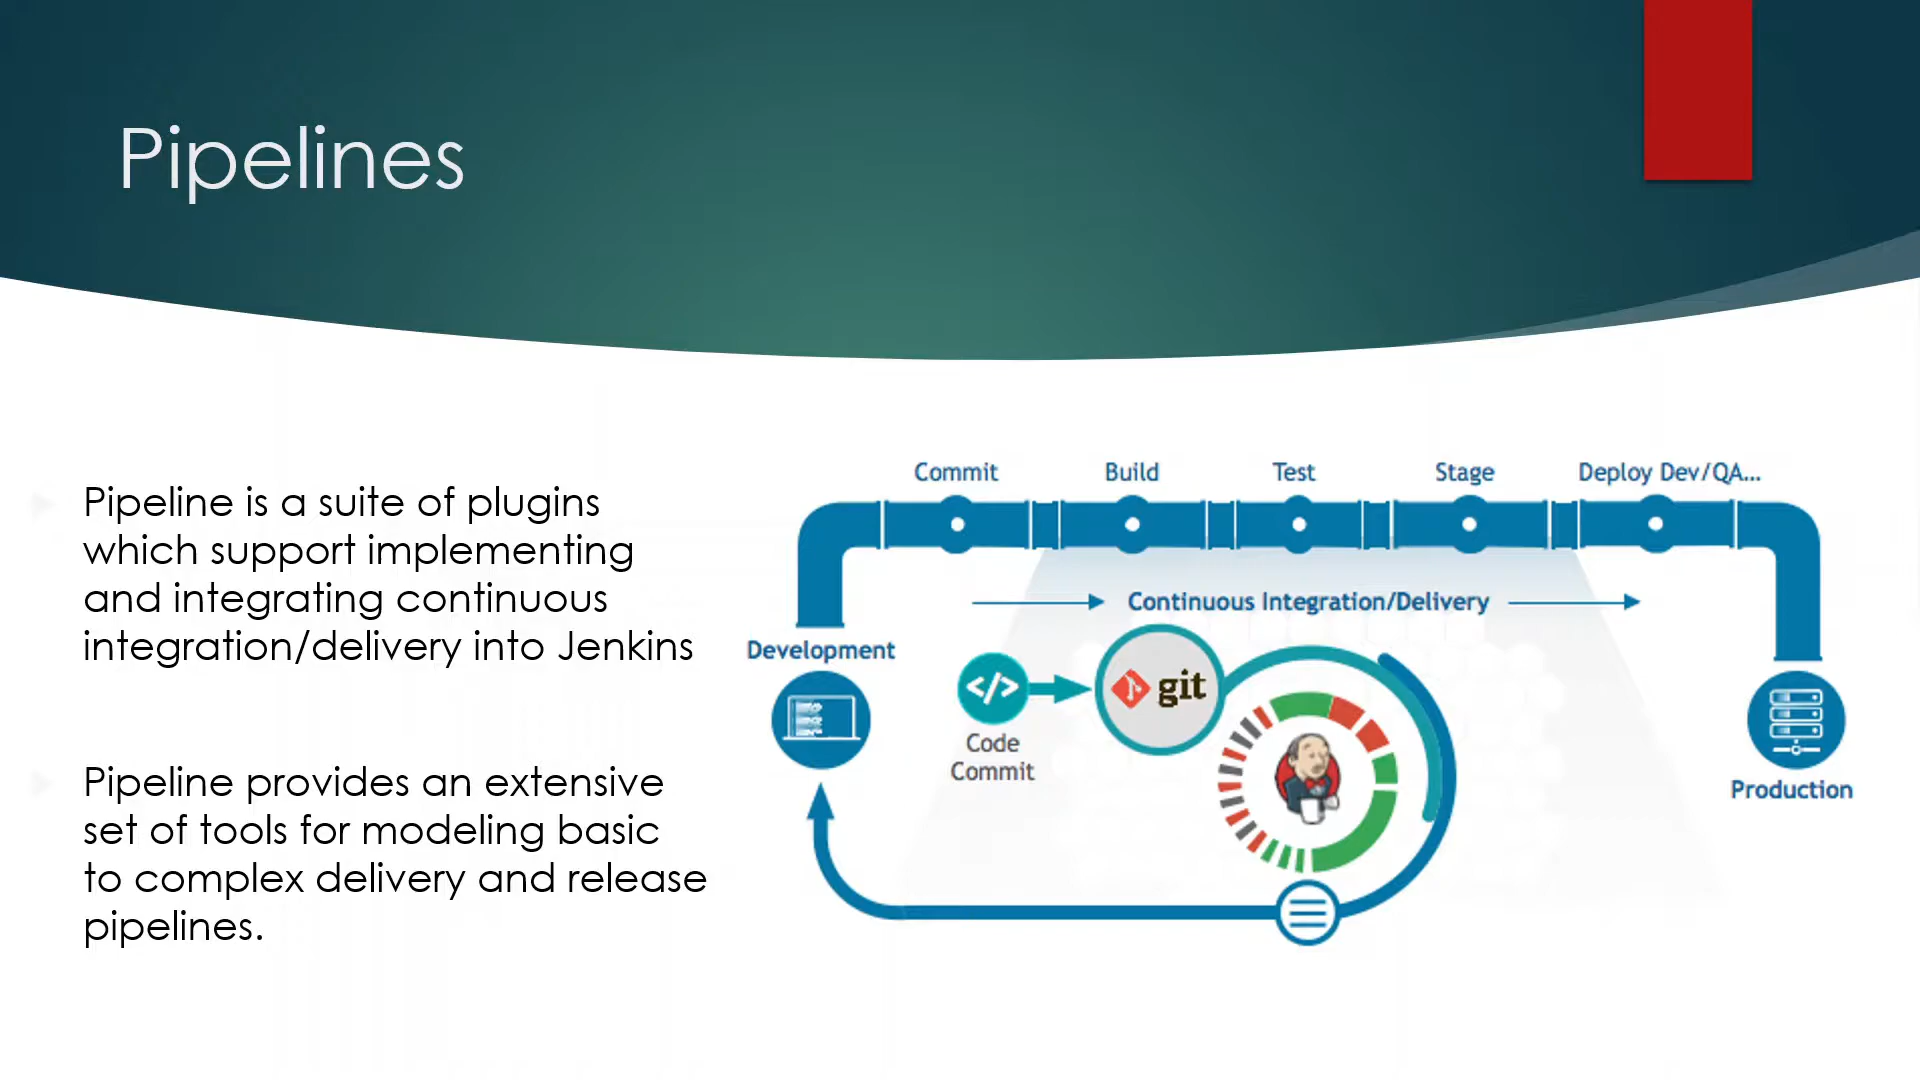 Pipelines
Pipeline is a suite of plugins
which support implementing
and integrating continuous
integration/delivery into Jenkins
Pipeline provides an extensive
set of tools for modeling basic
to complex delivery and release
pipelines.
Commit Build Test Stage Deploy Dev/QA...
Continuous Integration/Delivery
Development
</>
git
Code
Commit
Production